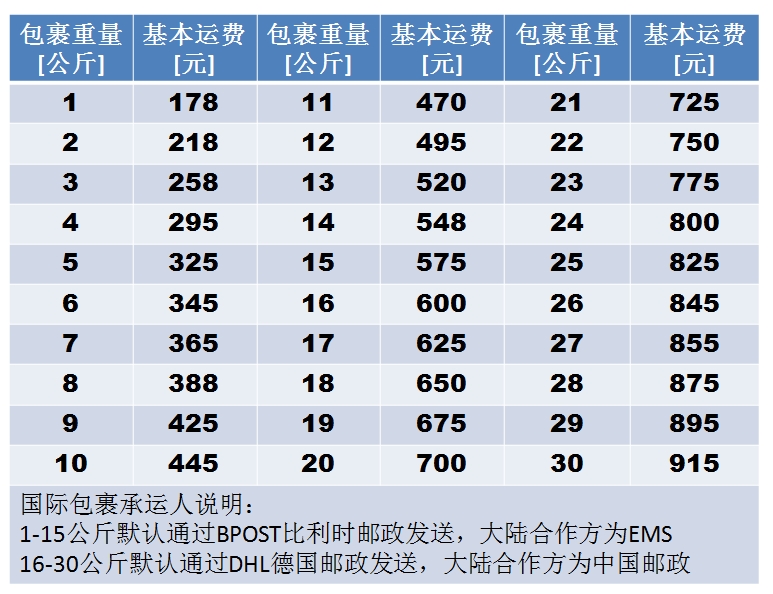 包裹重量 基本运费 包裹重量 基本运费 包裹重量 基本运费
[公斤] [元] [公斤] [元] [公斤] [元]
1 178 11 470 21 725
2 218 12 495 22 750
3 258 13 520 23 775
4 295 14 548 24 800
5 325 15 575 25 825
6 345 16 600 26 845
7 365 17 625 27 855
8 388 18 650 28 875
9 425 19 675 29 895
10 445 20 700 30 915
国际包裹承运人说明：
1-15公斤默认通过BPOST比利时邮政发送，大陆合作方为EMS
16-30公斤默认通过DHL德国邮政发送，大陆合作方为中国邮政